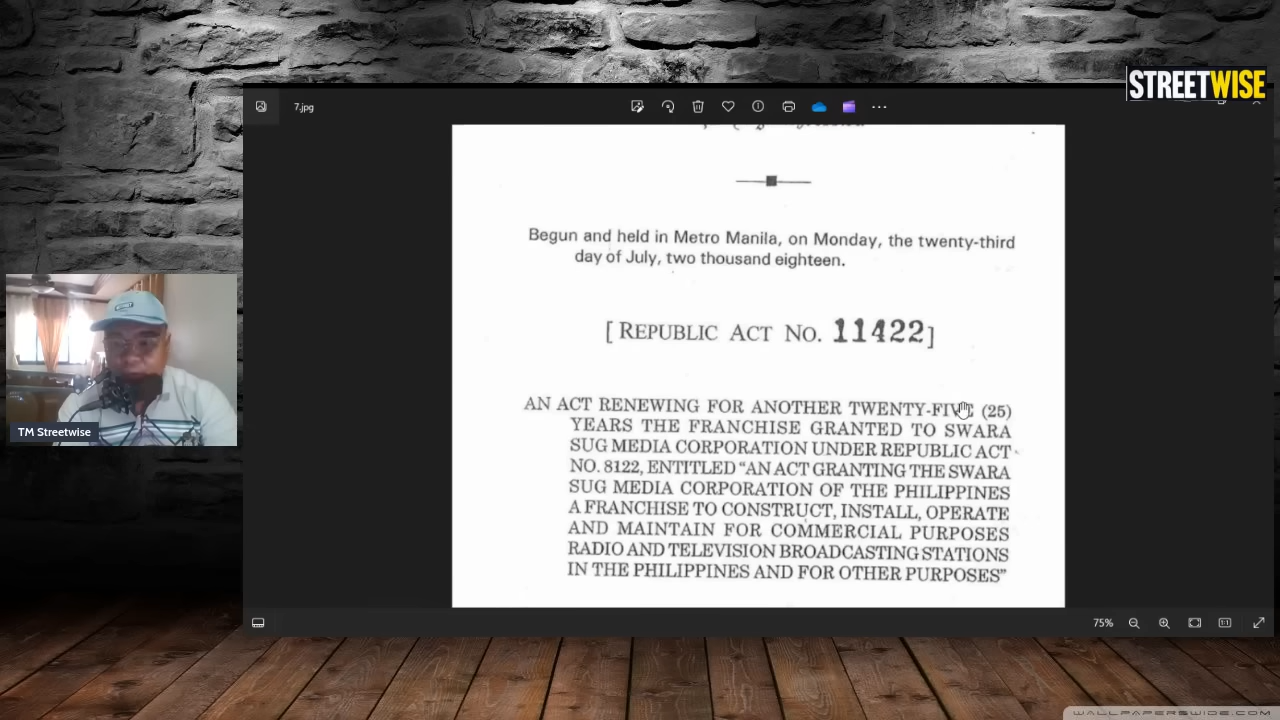 STREETWISE
7.jpg
Begun and held in Metro Manila, on Monday, the twenty-third
day of July, two thousand eighteen.
[ REPUBLIC ACT NO. 11422 ]
AN ACT RENEWING FOR ANOTHER TWENTY-FIVE (25)
YEARS THE FRANCHISE GRANTED TO SWARA
SUG MEDIA CORPORATION UNDER REPUBLIC ACT
NO. 8122, ENTITLED “AN ACT GRANTING THE SWARA
SUG MEDIA CORPORATION OF THE PHILIPPINES
A FRANCHISE TO CONSTRUCT, INSTALL, OPERATE
AND MAINTAIN FOR COMMERCIAL PURPOSES
RADIO AND TELEVISION BROADCASTING STATIONS
IN THE PHILIPPINES AND FOR OTHER PURPOSES”
TM Streetwise
75%
1:1
WALLPAPERSWIDE.COM